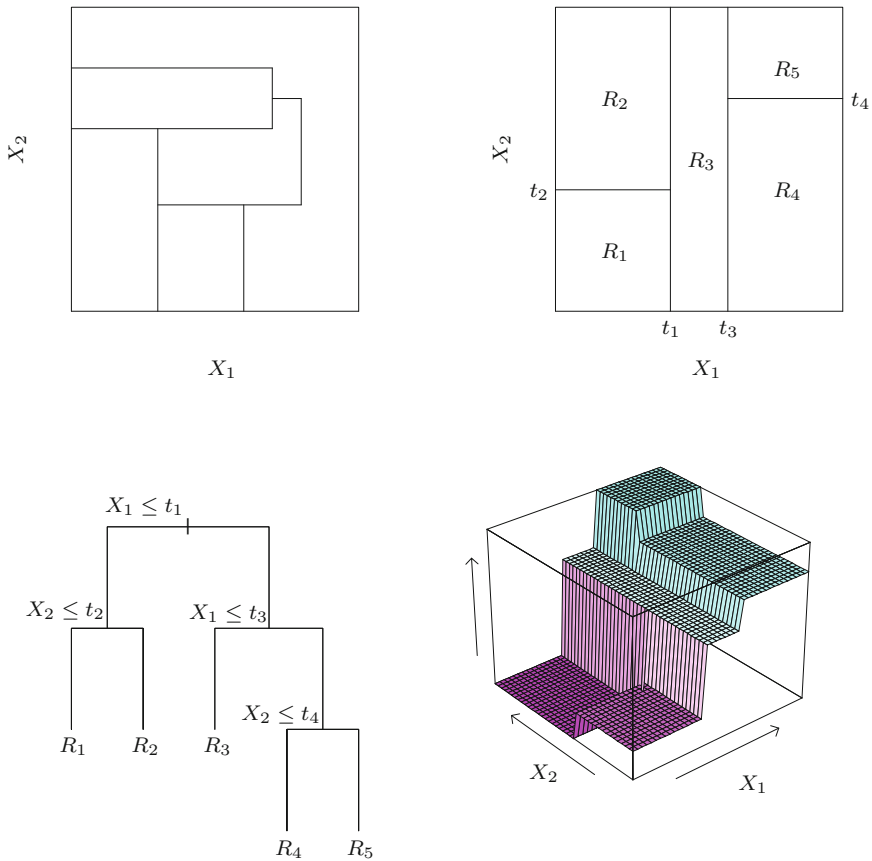 X₂
X₁
R₅
R₂
t₄
X₂
R₃
t₂
R₄
R₁
t₁ t₃
X₁
X₁ ≤ t₁
X₂ ≤ t₂
X₁ ≤ t₃
X₂ ≤ t₄
R₁ R₂ R₃
R₄ R₅
X₂
X₁